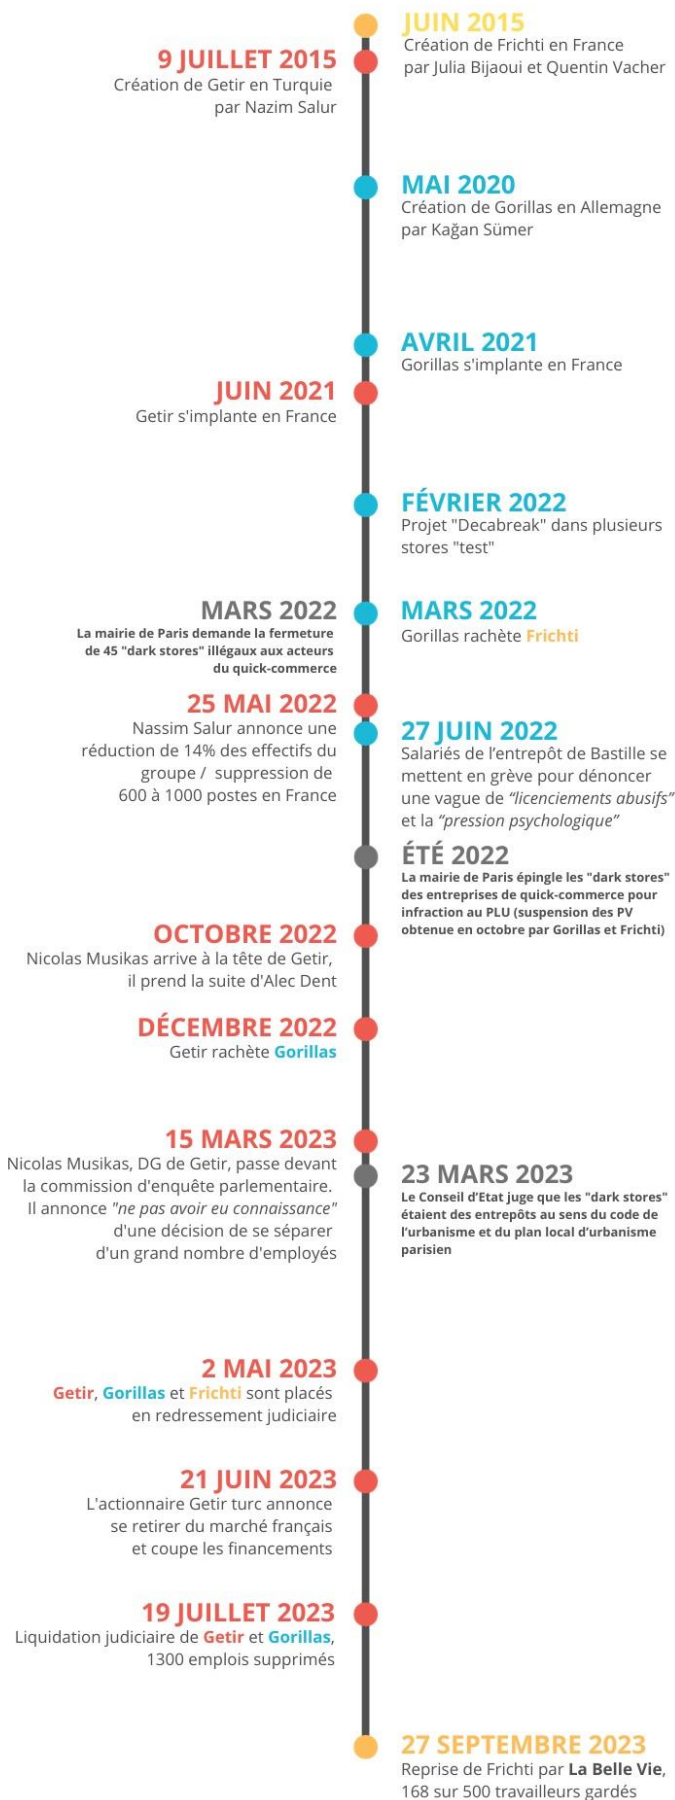 JUIN 2015
Création de Frichti en France
par Julia Bijaoui et Quentin Vacher
9 JUILLET 2015
Création de Getir en Turquie
par Nazim Salur
MAI 2020
Création de Gorillas en Allemagne
par Kağan Sümer
AVRIL 2021
Gorillas s'implante en France
JUIN 2021
Getir s'implante en France
FÉVRIER 2022
Projet "Decabreak" dans plusieurs
stores "test"
MARS 2022
La mairie de Paris demande la fermeture
de 45 "dark stores" illégaux aux acteurs
du quick-commerce
MARS 2022
Gorillas rachète Frichti
25 MAI 2022
Nassim Salur annonce une
réduction de 14% des effectifs du
groupe / suppression de
600 à 1000 postes en France
27 JUIN 2022
Salariés de l’entrepôt de Bastille se
mettent en grève pour dénoncer
une vague de “licenciements abusifs”
et la “pression psychologique”
ÉTÉ 2022
La mairie de Paris épingle les "dark stores"
des entreprises de quick-commerce pour
infraction au PLU (suspension des PV
obtenue en octobre par Gorillas et Frichti)
OCTOBRE 2022
Nicolas Musikas arrive à la tête de Getir,
il prend la suite d'Alec Dent
DÉCEMBRE 2022
Getir rachète Gorillas
15 MARS 2023
Nicolas Musikas, DG de Getir, passe devant
la commission d'enquête parlementaire.
Il annonce "ne pas avoir eu connaissance"
d'une décision de se séparer
d'un grand nombre d'employés
23 MARS 2023
Le Conseil d’Etat juge que les "dark stores"
étaient des entrepôts au sens du code de
l’urbanisme et du plan local d’urbanisme
parisien
2 MAI 2023
Getir, Gorillas et Frichti sont placés
en redressement judiciaire
21 JUIN 2023
L'actionnaire Getir turc annonce
se retirer du marché français
et coupe les financements
19 JUILLET 2023
Liquidation judiciaire de Getir et Gorillas,
1300 emplois supprimés
27 SEPTEMBRE 2023
Reprise de Frichti par La Belle Vie,
168 sur 500 travailleurs gardés